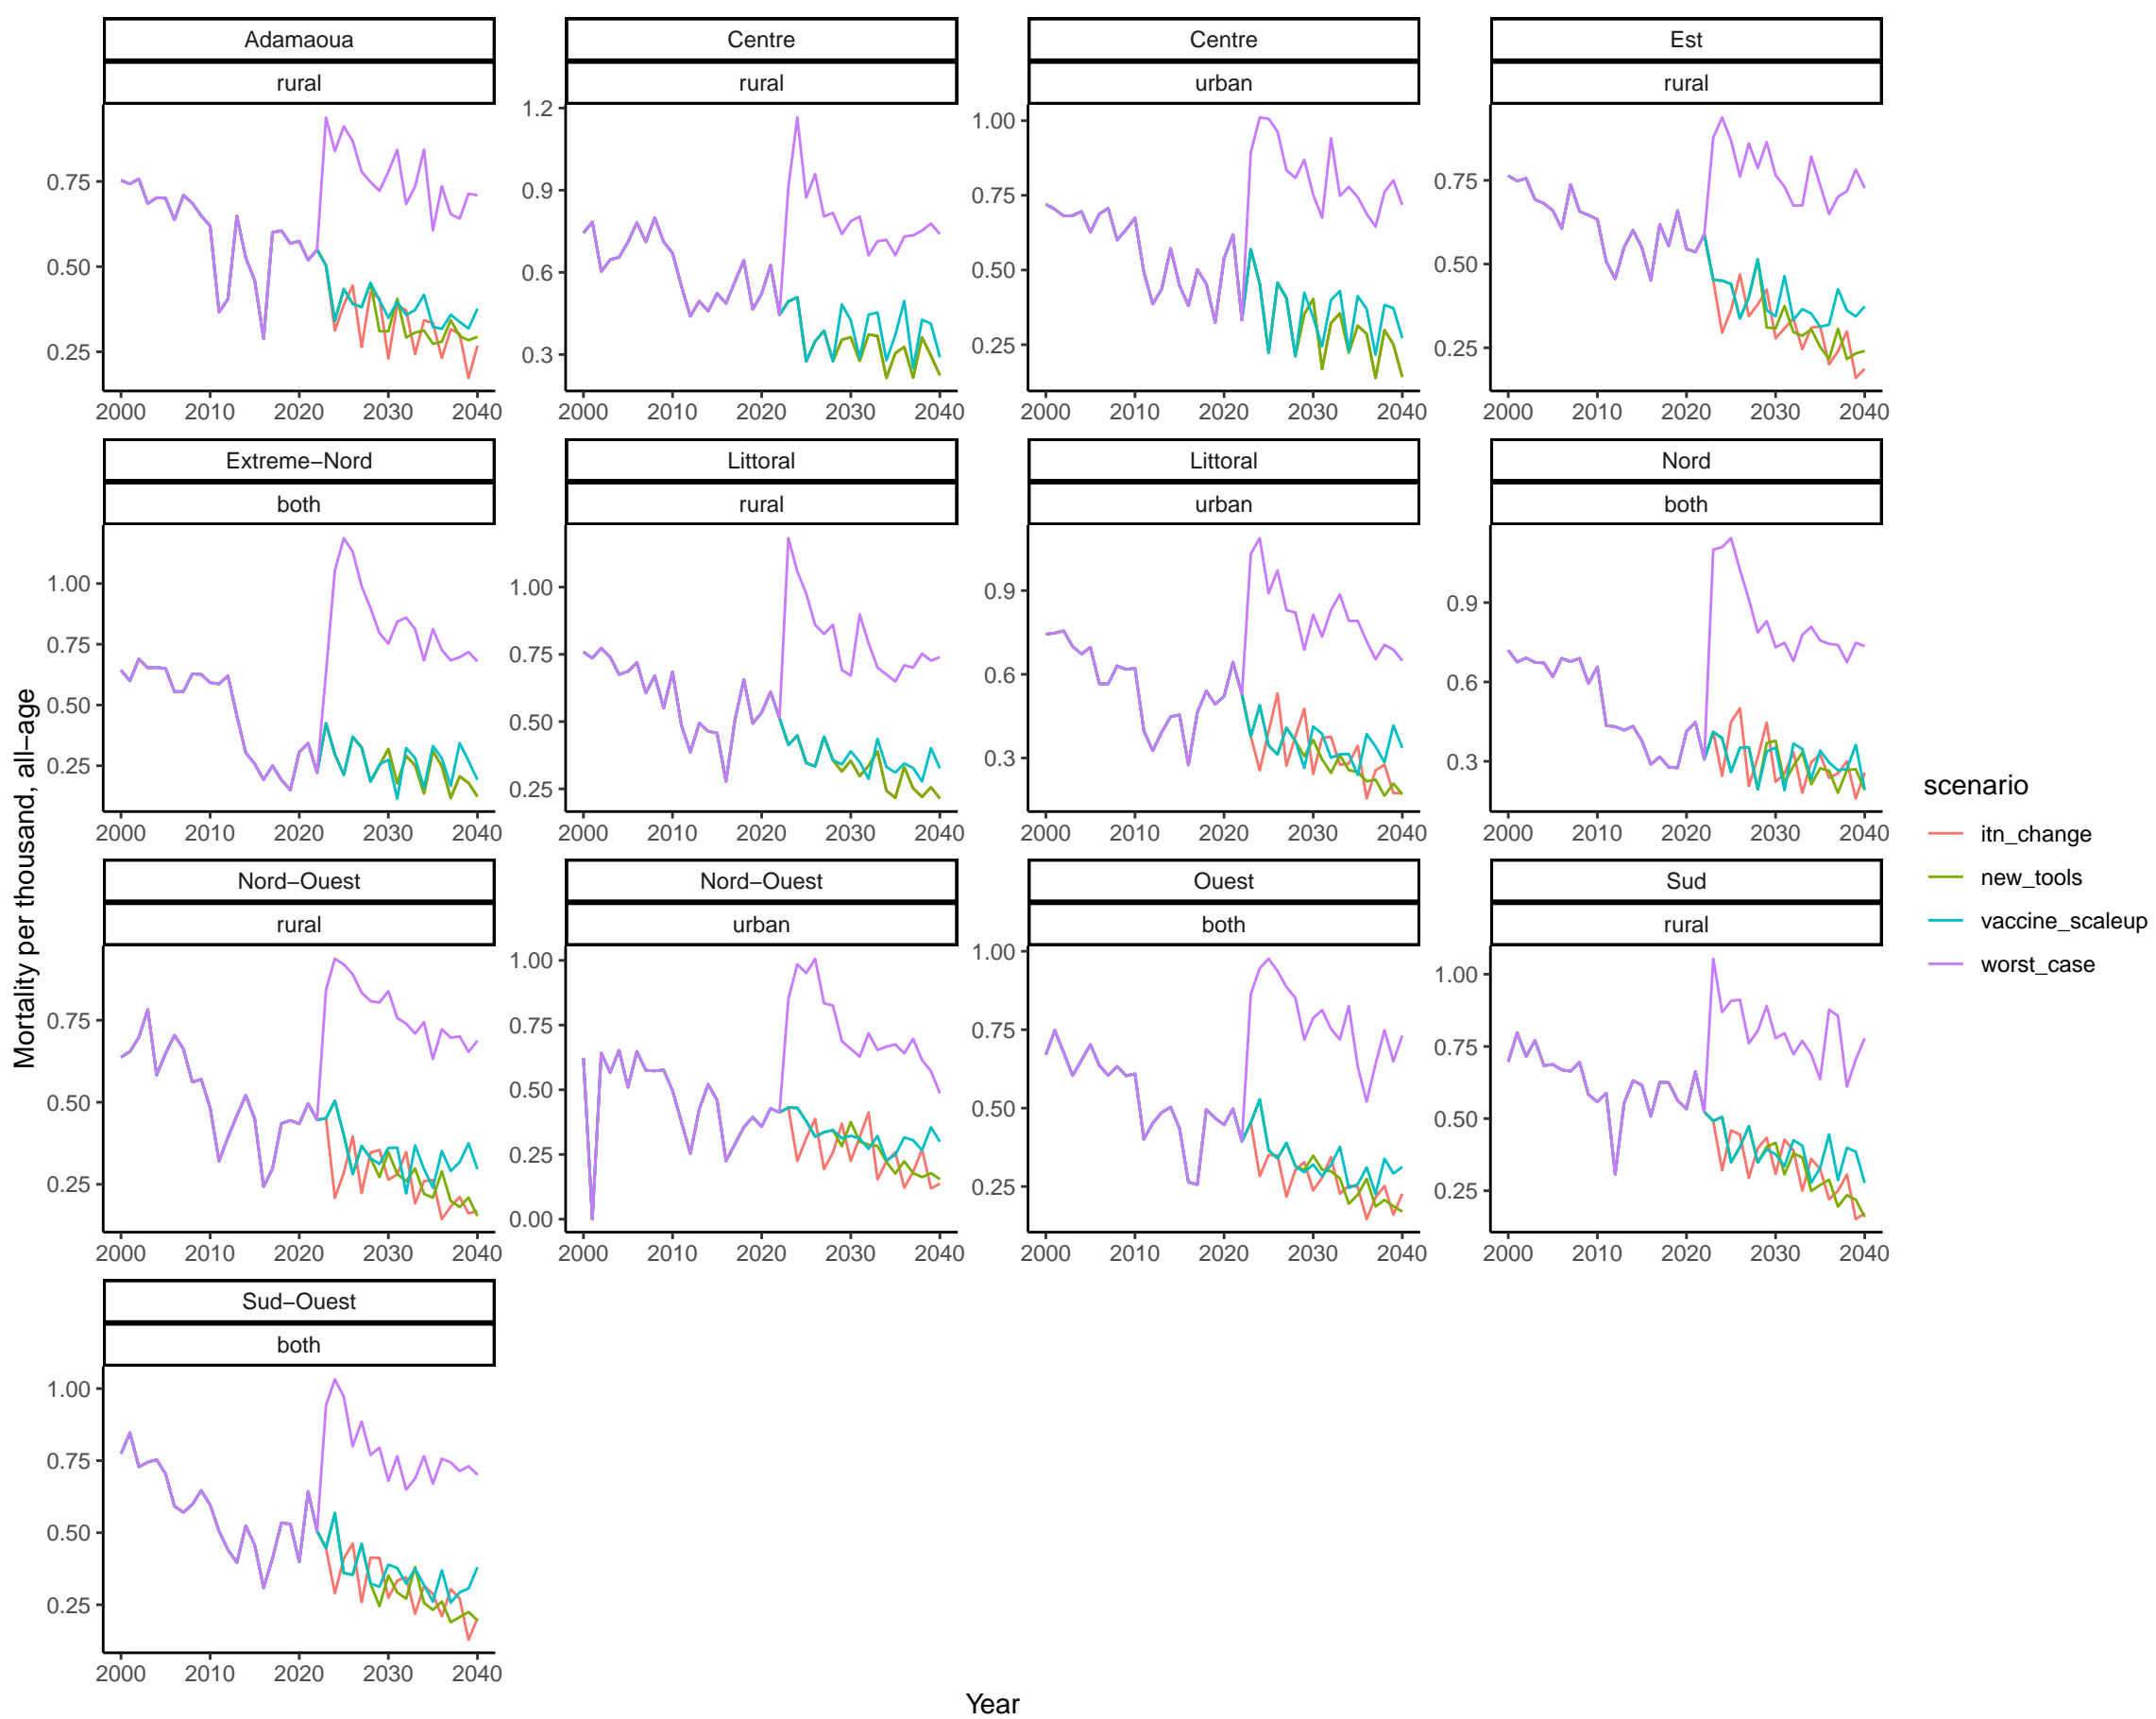 Adamaoua
rural
Centre
rural
Centre
urban
Est
rural
0.75
0.50
0.25
1.2
0.9
0.6
0.3
1.00
0.75
0.50
0.25
0.75
0.50
0.25
2000 2010 2020 2030 2040
2000 2010 2020 2030 2040
2000 2010 2020 2030 2040
2000 2010 2020 2030 2040
Extreme−Nord
both
Littoral
rural
Littoral
urban
Nord
both
1.00
0.75
0.50
0.25
1.00
0.75
0.50
0.25
0.9
0.6
0.3
0.9
0.6
0.3
2000 2010 2020 2030 2040
2000 2010 2020 2030 2040
2000 2010 2020 2030 2040
2000 2010 2020 2030 2040
Nord−Ouest
rural
Nord−Ouest
urban
Ouest
both
Sud
rural
0.75
0.50
0.25
1.00
0.75
0.50
0.25
0.00
1.00
0.75
0.50
0.25
1.00
0.75
0.50
0.25
2000 2010 2020 2030 2040
2000 2010 2020 2030 2040
2000 2010 2020 2030 2040
2000 2010 2020 2030 2040
Sud−Ouest
both
1.00
0.75
0.50
0.25
2000 2010 2020 2030 2040
Year
Mortality per thousand, all−age
scenario
itn_change
new_tools
vaccine_scaleup
worst_case